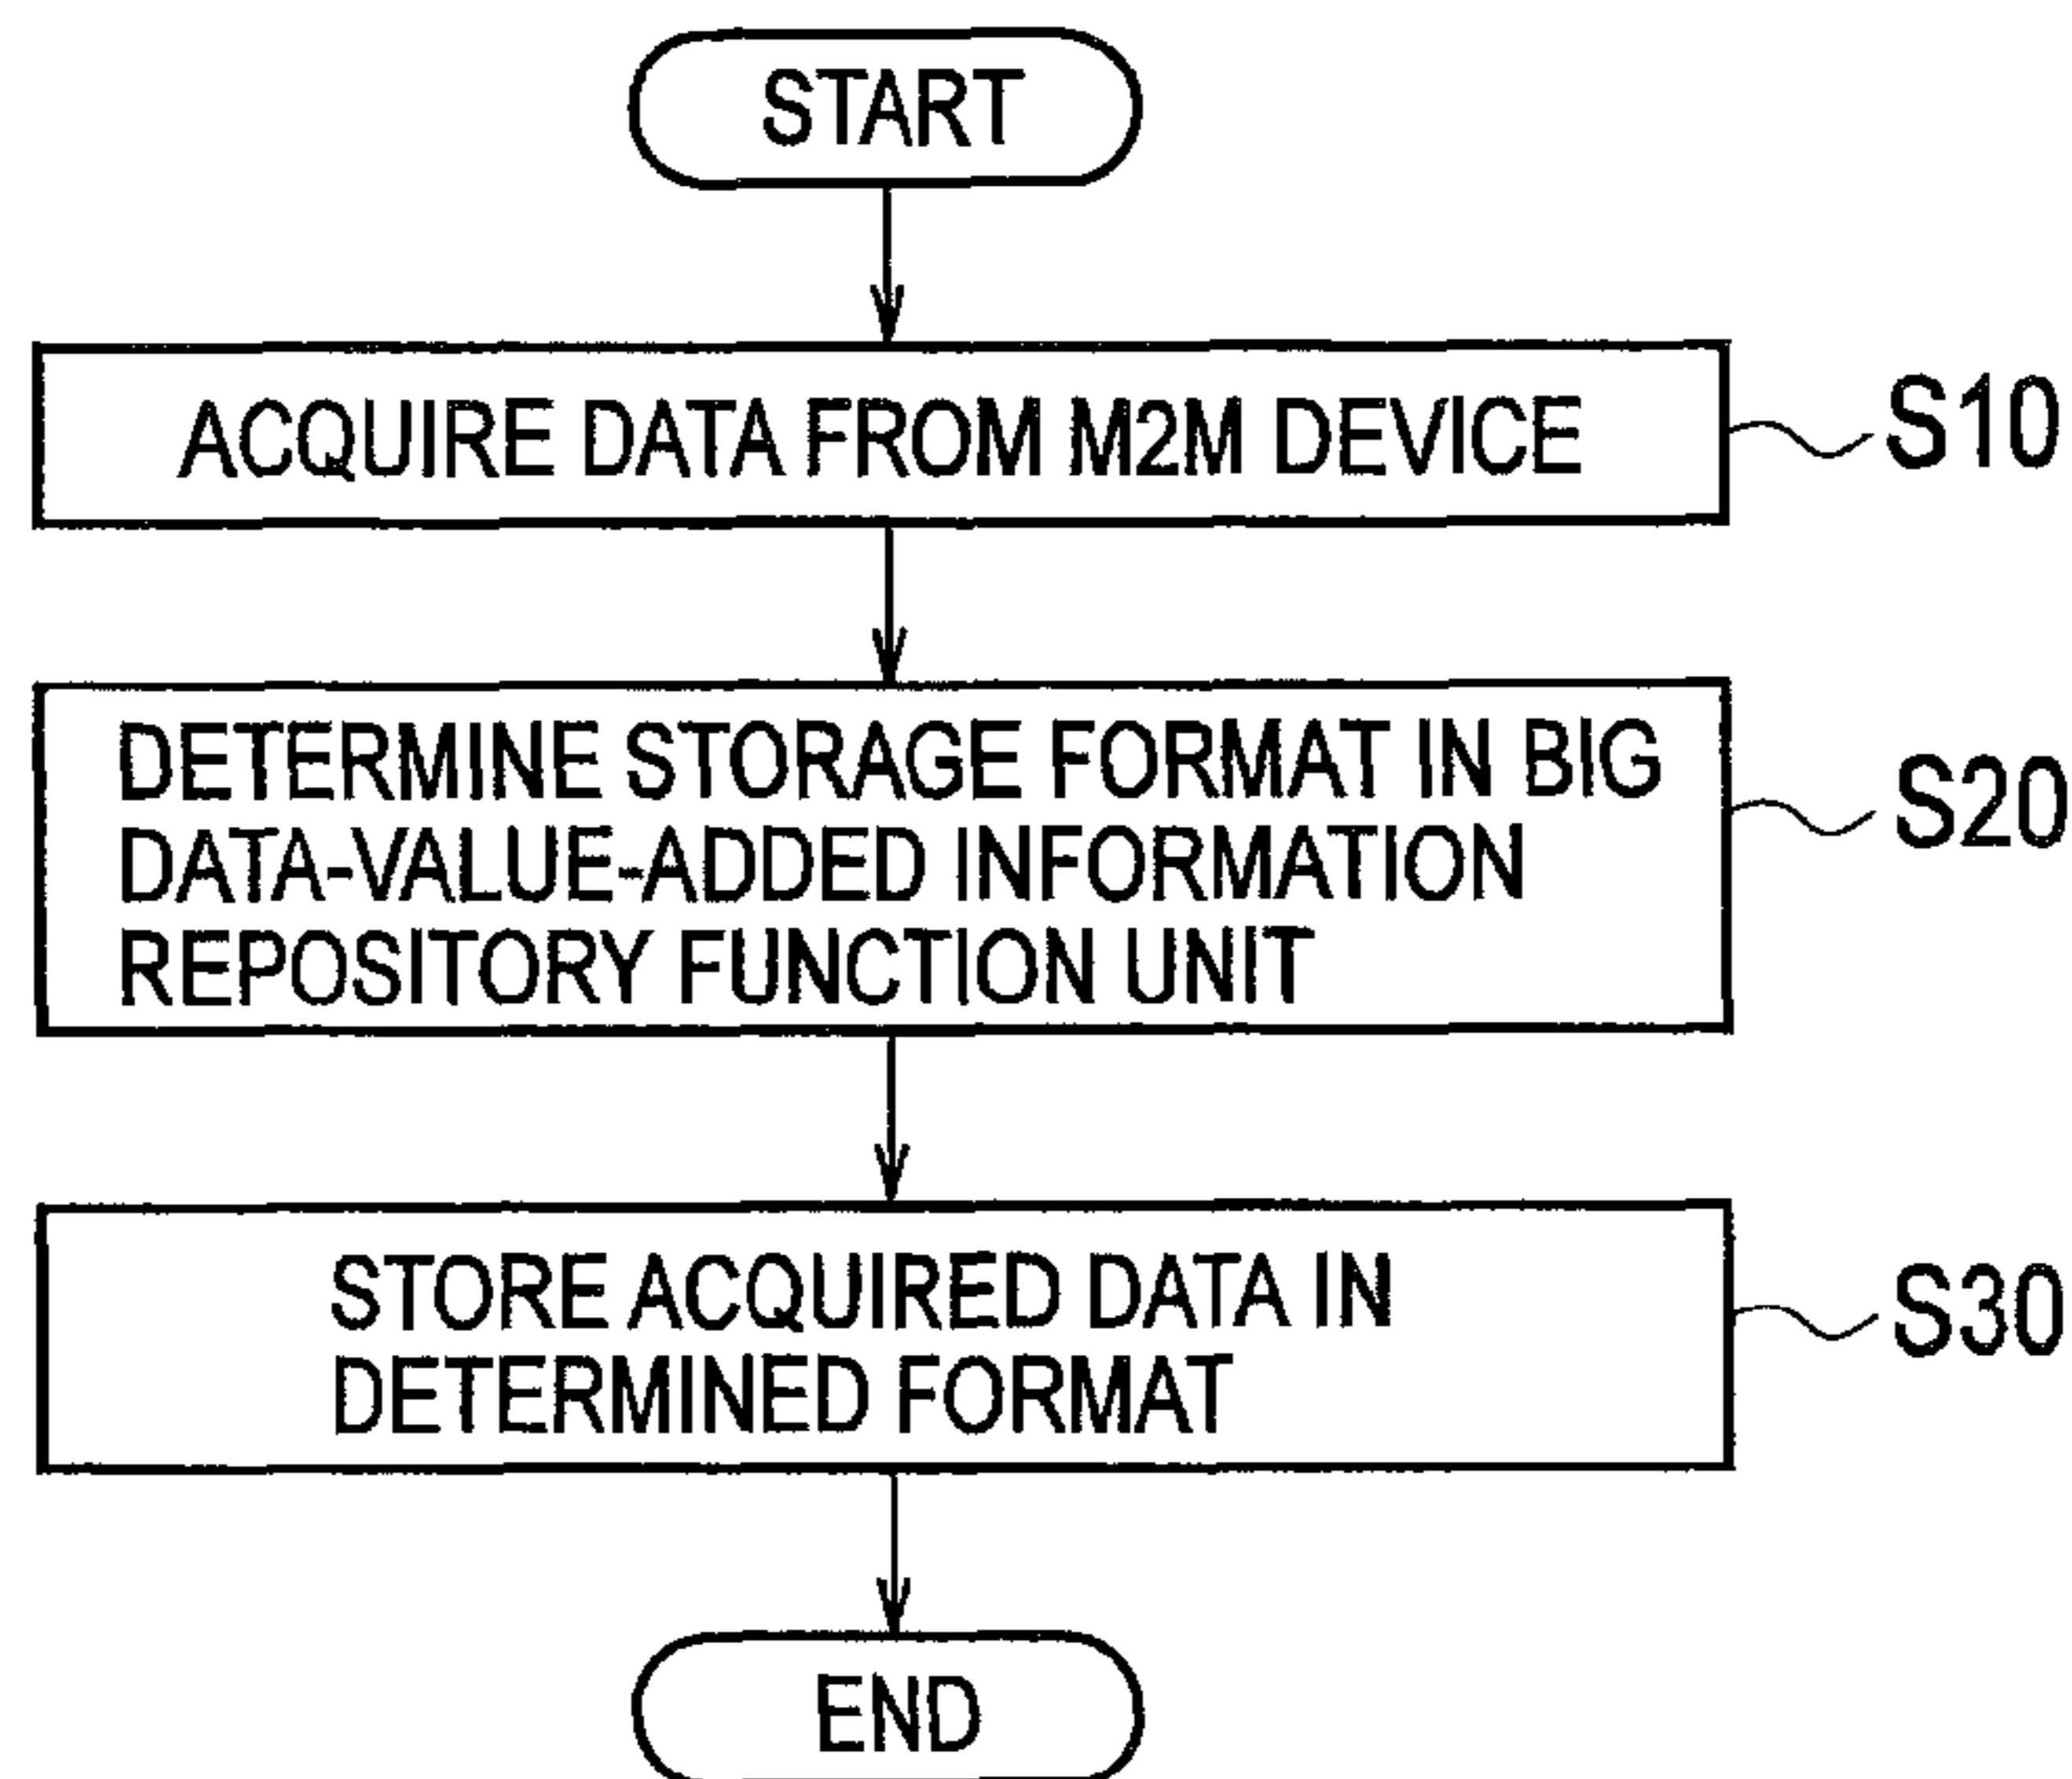 START
ACQUIRE DATA FROM M2M DEVICE
S10
DETERMINE STORAGE FORMAT IN BIG
DATA-VALUE-ADDED INFORMATION
REPOSITORY FUNCTION UNIT
S20
STORE ACQUIRED DATA IN
DETERMINED FORMAT
S30
END